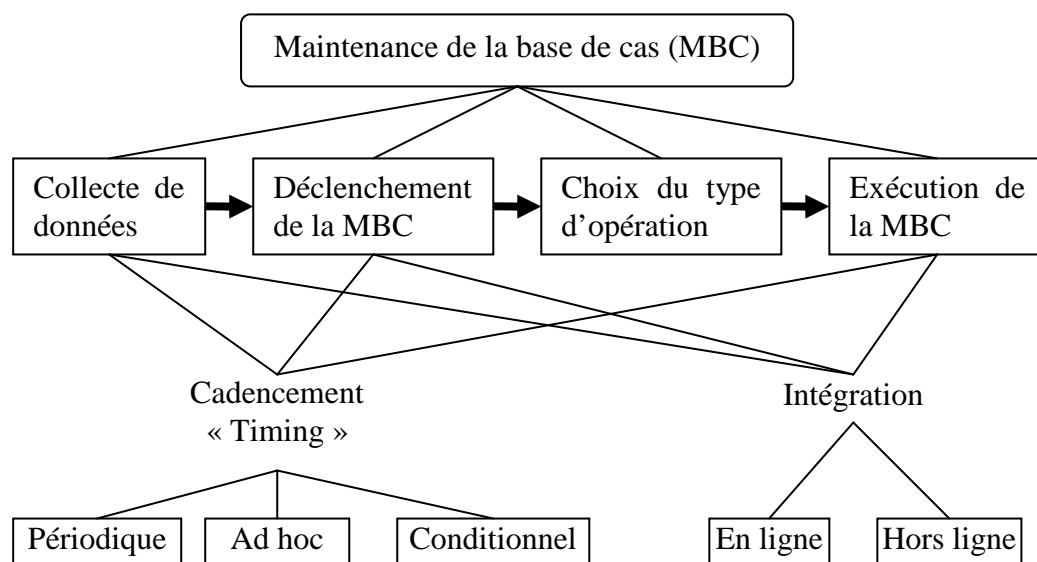 Maintenance de la base de cas (MBC)
Collecte de
données
Déclenchement
de la MBC
Choix du type
d’opération
Exécution de
la MBC
Cadencement
« Timing »
Intégration
Périodique
Ad hoc
Conditionnel
En ligne
Hors ligne